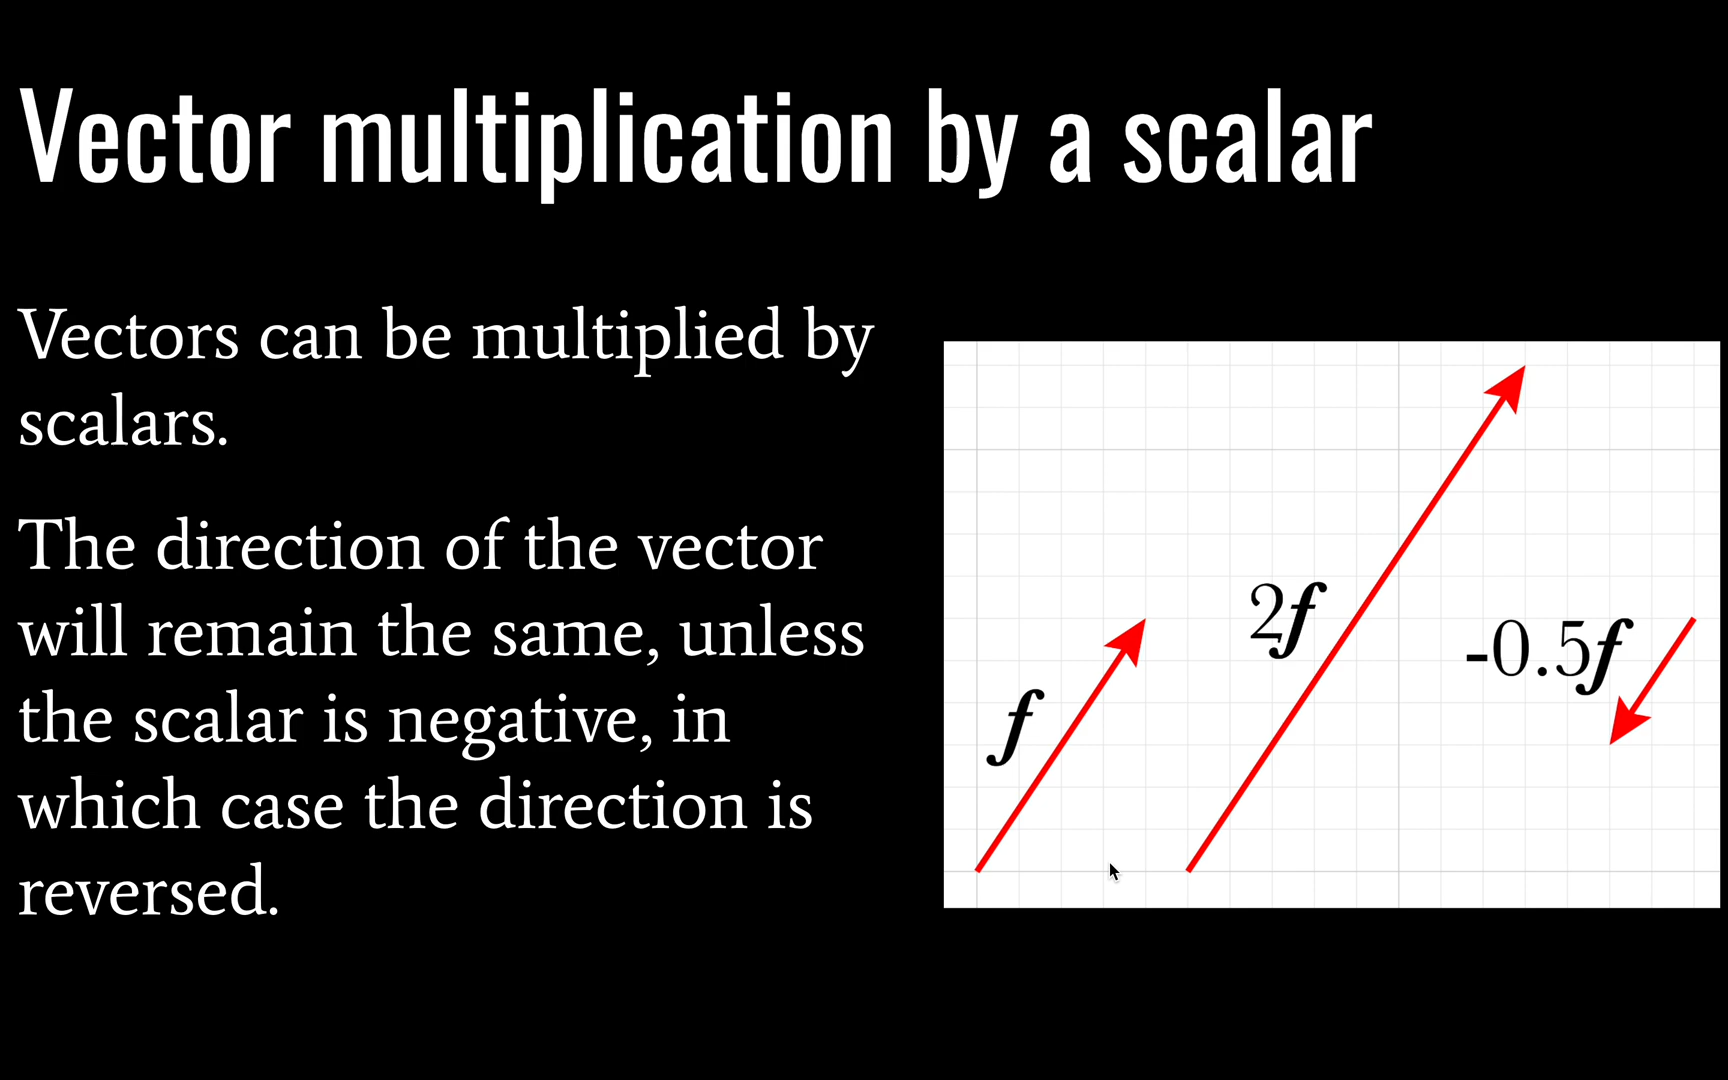 Vector multiplication by a scalar
Vectors can be multiplied by
scalars.
The direction of the vector
will remain the same, unless
the scalar is negative, in
which case the direction is
reversed.
f
2f
-0.5f